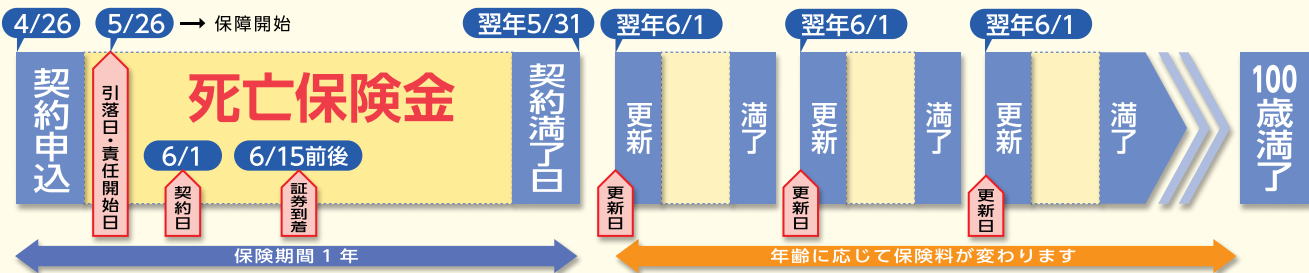 4/26
5/26
保障開始
翌年5/31
翌年6/1
翌年6/1
翌年6/1
契約申込
引落日・責任開始日
死亡保険金
6/1
契約日
6/15前後
証券到着
契約満了日
更新
更新日
満了
更新
更新日
満了
更新
更新日
満了
100歳満了
保険期間1年
年齢に応じて保険料が変わります